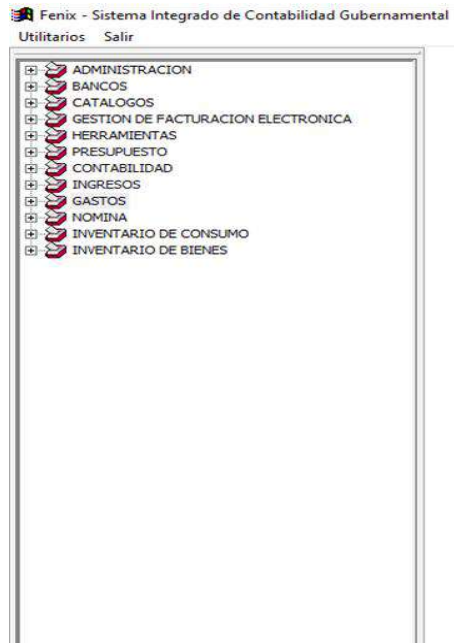 Fenix - Sistema Integrado de Contabilidad Gubernamental
Utilitarios Salir
ADMINISTRACION
BANCOS
CATALOGOS
GESTION DE FACTURACION ELECTRONICA
HERRAMIENTAS
PRESUPUESTO
CONTABILIDAD
INGRESOS
GASTOS
NOMINA
INVENTARIO DE CONSUMO
INVENTARIO DE BIENES